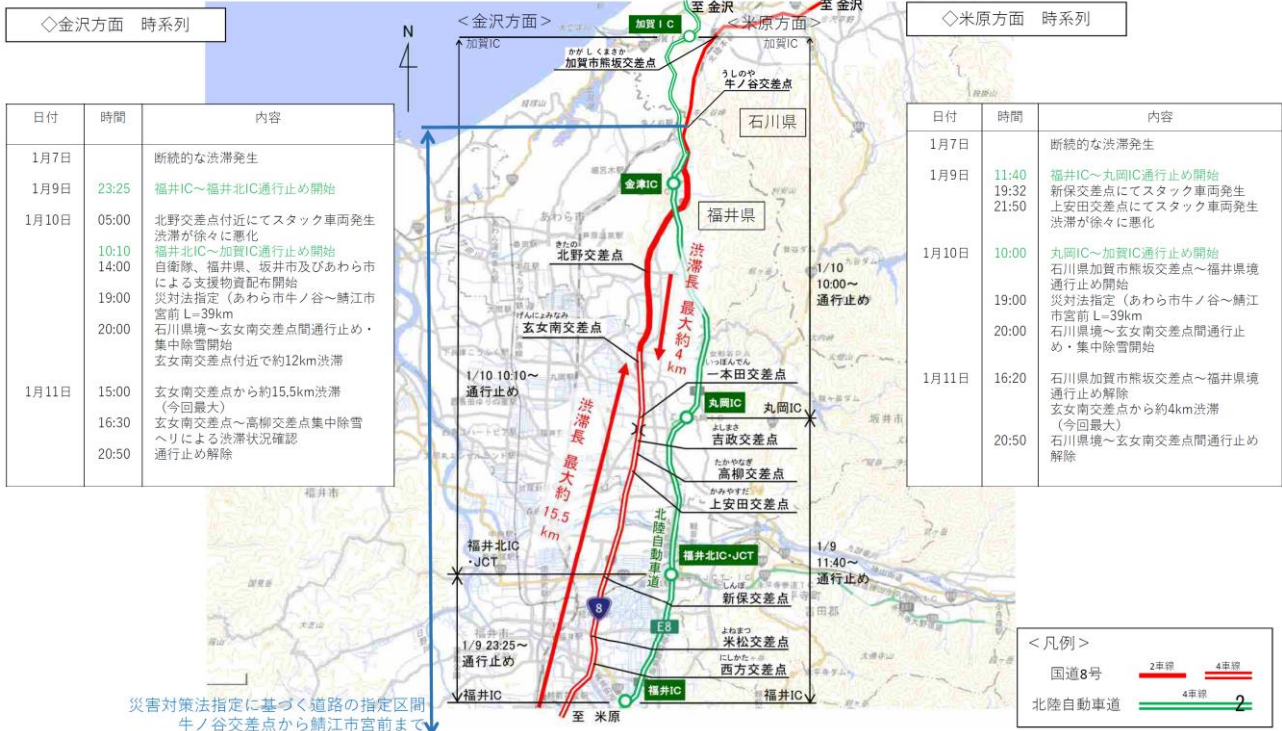 ◇金沢方面　時系列
日付　時間　内容
1月7日　断続的な渋滞発生
1月9日　23:25　福井IC～福井北IC通行止め開始
1月10日　05:00　北野交差点付近にてスタック車両発生
渋滞が徐々に悪化
10:10　福井北IC～加賀IC通行止め開始
14:00　自衛隊、福井県、坂井市及びあわら市
による支援物資配布開始
19:00　災対法指定（あわら市牛ノ谷～鯖江市
宮前 L=39km
20:00　石川県境～玄女南交差点間通行止め・
集中除雪開始
玄女南交差点付近で約12km渋滞
1月11日　15:00　玄女南交差点から約15,5km渋滞
（今回最大）
16:30　玄女南交差点～高柳交差点集中除雪
ヘリによる渋滞状況確認
20:50　通行止め解除
N
＜金沢方面＞
加賀IC
至 金沢
加賀ＩＣ
＜米原方面＞
加賀IC
至 金沢
かがしくまさか
加賀市熊坂交差点
うしのや
牛ノ谷交差点
石川県
金津IC
福井県
あわら市
きたの
北野交差点
渋滞長　最大約4km
1/10
10:00～
通行止め
げんにょみなみ
玄女南交差点
いっぽんでん
一本田交差点
1/10 10:10～
通行止め
丸岡IC
丸岡IC
坂井市
よしまさ
吉政交差点
渋滞長　最大約15.5km
たかやなぎ
高柳交差点
かみやすだ
上安田交差点
北陸自動車道
福井市
福井北IC
・JCT
福井北IC・JCT
1/9
11:40～
通行止め
しんぼ
新保交差点
8
E8
吉田郡
福井市
よねまつ
米松交差点
1/9 23:25～
通行止め
にしかた
西方交差点
福井IC
福井IC
福井IC
至 米原
災害対策法指定に基づく道路の指定区間
牛ノ谷交差点から鯖江市宮前まで
◇米原方面　時系列
日付　時間　内容
1月7日　断続的な渋滞発生
1月9日　11:40　福井IC～丸岡IC通行止め開始
19:32　新保交差点にてスタック車両発生
21:50　上安田交差点にてスタック車両発生
渋滞が徐々に悪化
1月10日　10:00　丸岡IC～加賀IC通行止め開始
石川県加賀市熊坂交差点～福井県境
通行止め開始
19:00　災対法指定（あわら市牛ノ谷～鯖江
市宮前 L=39km
20:00　石川県境～玄女南交差点間通行止
め・集中除雪開始
1月11日　16:20　石川県加賀市熊坂交差点～福井県境
通行止め解除
玄女南交差点から約4km渋滞
（今回最大）
20:50　石川県境～玄女南交差点間通行止め
解除
＜凡例＞
国道8号　2車線　4車線
北陸自動車道　4車線
2